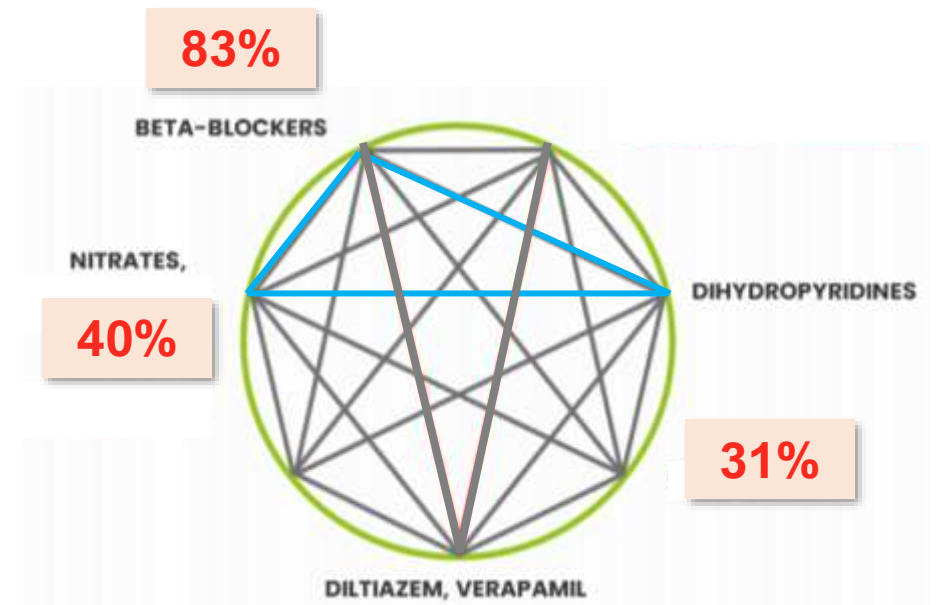 83%
BETA-BLOCKERS
NITRATES,
40%
DIHYDROPYRIDINES
31%
DILTIAZEM, VERAPAMIL